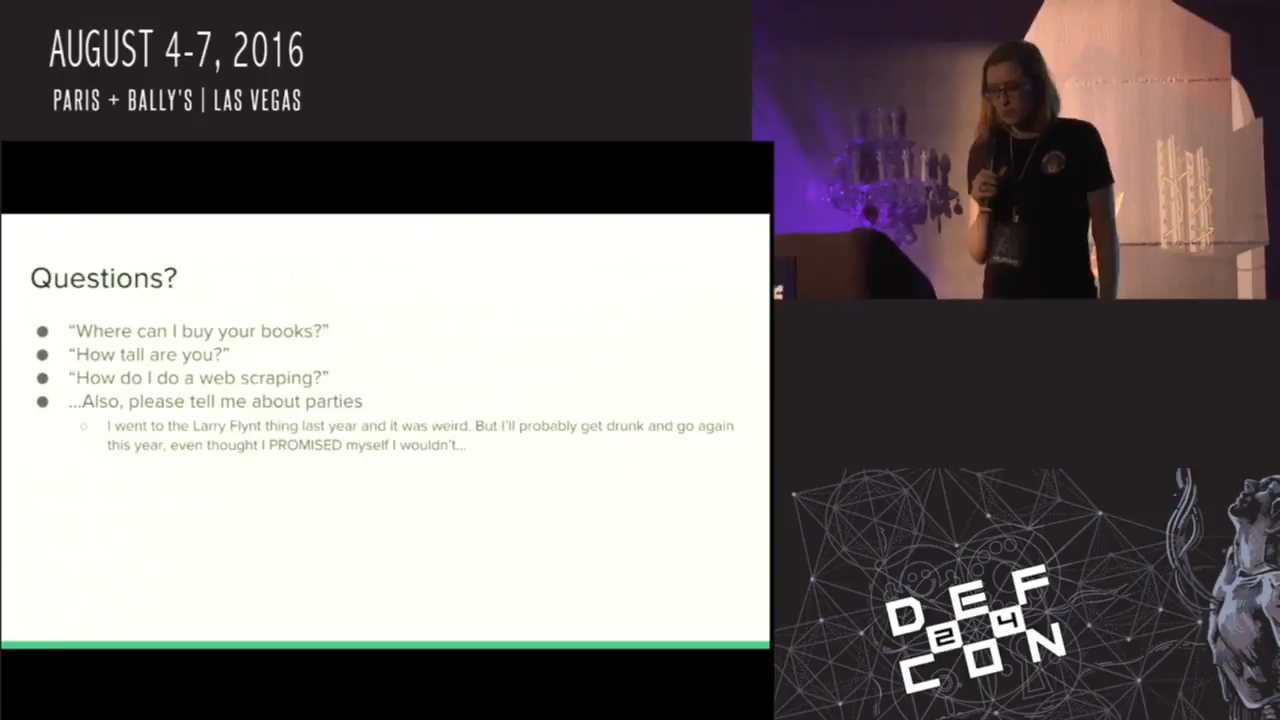 AUGUST 4-7, 2016
PARIS + BALLY'S | LAS VEGAS
Questions?
“Where can I buy your books?”
“How tall are you?”
“How do I do a web scraping?”
...Also, please tell me about parties
I went to the Larry Flynt thing last year and it was weird. But I'll probably get drunk and go again
this year, even thought I PROMISED myself I wouldn't...
HUMAN
DEF
24
CON